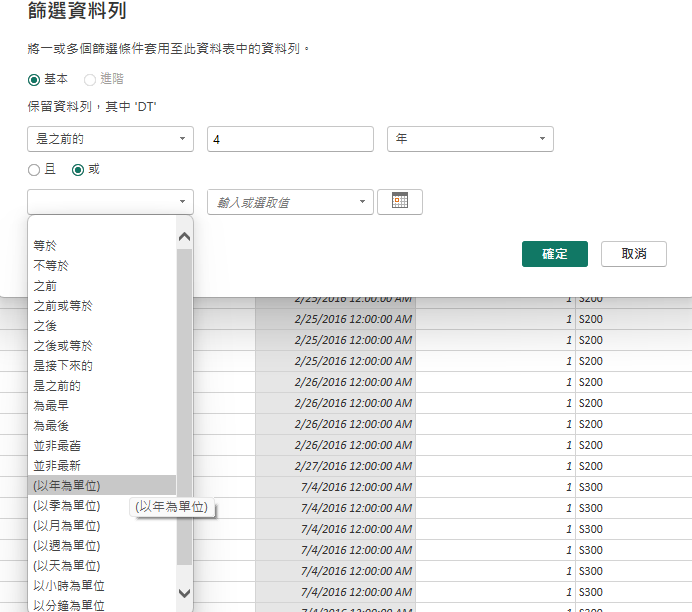 篩選資料列
將一或多個篩選條件套用至此資料表中的資料列。
基本 進階
保留資料列，其中 'DT'
是之前的 4 年
且 或
輸入或選取值
等於
不等於
之前
之前或等於
之後
之後或等於
是接下來的
是之前的
為最早
為最後
並非最舊
並非最新
(以年為單位)
(以季為單位)
(以月為單位)
(以週為單位)
(以天為單位)
以小時為單位
以分鐘為單位
(以年為單位)
確定 取消
2/25/2016 12:00:00 AM 1 S200
2/25/2016 12:00:00 AM 1 S200
2/25/2016 12:00:00 AM 1 S200
2/25/2016 12:00:00 AM 1 S200
2/26/2016 12:00:00 AM 1 S200
2/26/2016 12:00:00 AM 1 S200
2/26/2016 12:00:00 AM 1 S200
2/26/2016 12:00:00 AM 1 S200
2/27/2016 12:00:00 AM 1 S200
7/4/2016 12:00:00 AM 1 S300
7/4/2016 12:00:00 AM 1 S300
7/4/2016 12:00:00 AM 1 S300
7/4/2016 12:00:00 AM 1 S300
7/4/2016 12:00:00 AM 1 S300
7/4/2016 12:00:00 AM 1 S300
7/4/2016 12:00:00 AM 1 S300